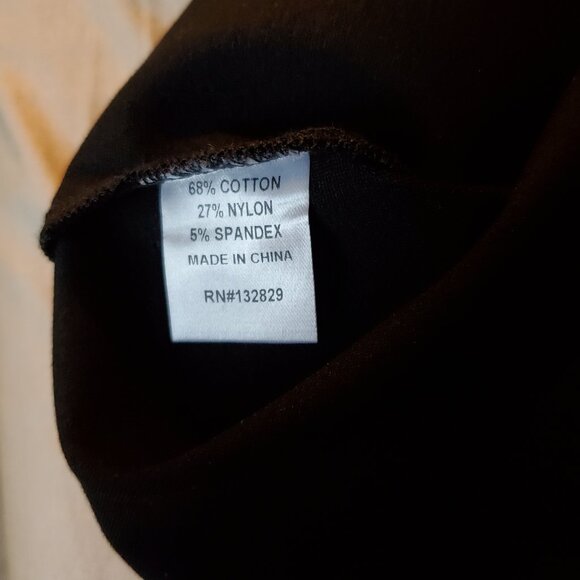 68% COTTON
27% NYLON
5% SPANDEX
MADE IN CHINA
RN#132829